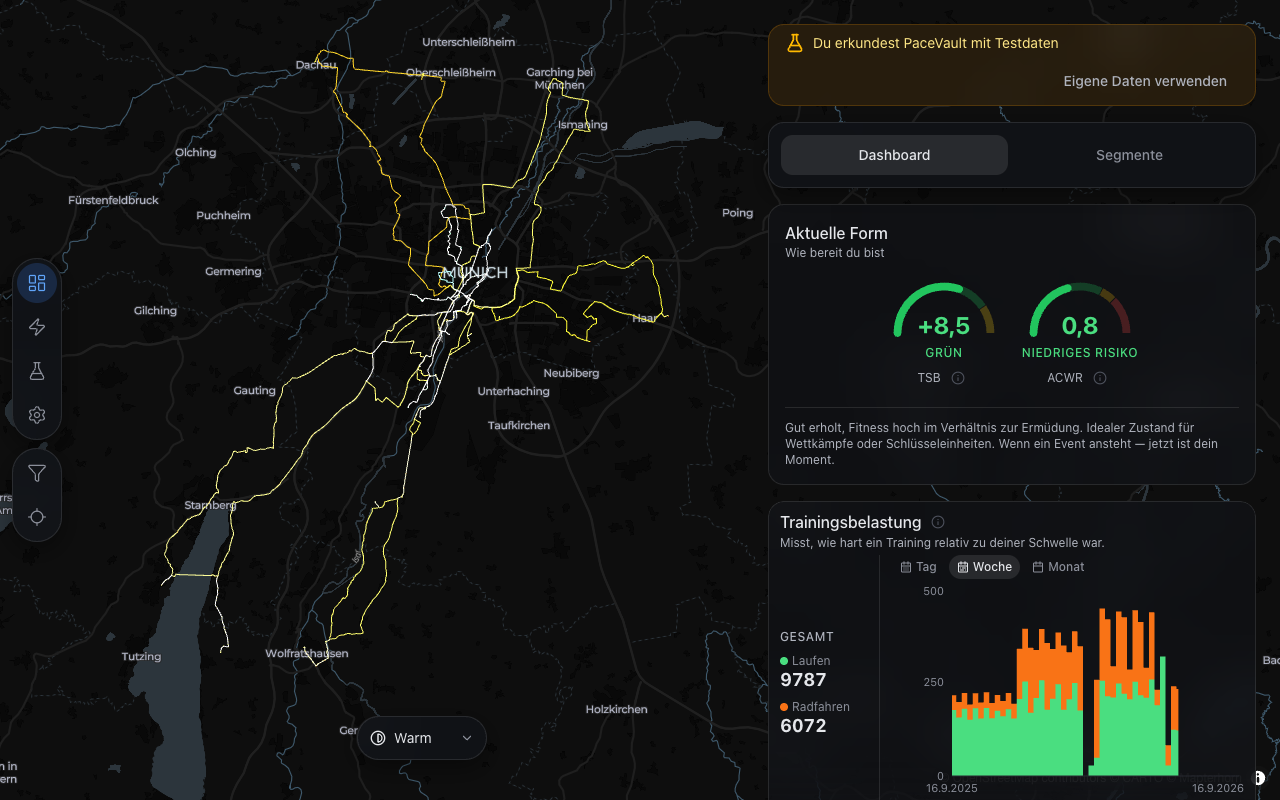 Unterschleißheim
Dachau
Oberschleißheim
Garching bei
München
Ismaning
Olching
Fürstenfeldbruck
Puchheim
Poing
Germering
MUNICH
Gilching
Haar
Neubiberg
Gauting
Unterhaching
Taufkirchen
Starnberg
Isar
Tutzing
Wolfratshausen
Holzkirchen
Warm
Du erkundest PaceVault mit Testdaten
Eigene Daten verwenden
Dashboard
Segmente
Aktuelle Form
Wie bereit du bist
+8,5
GRÜN
TSB
0,8
NIEDRIGES RISIKO
ACWR
Gut erholt, Fitness hoch im Verhältnis zur Ermüdung. Idealer Zustand für
Wettkämpfe oder Schlüsseleinheiten. Wenn ein Event ansteht — jetzt ist dein
Moment.
Trainingsbelastung
Misst, wie hart ein Training relativ zu deiner Schwelle war.
Tag
Woche
Monat
GESAMT
Laufen
9787
Radfahren
6072
500
250
0
16.9.2025
16.9.2026